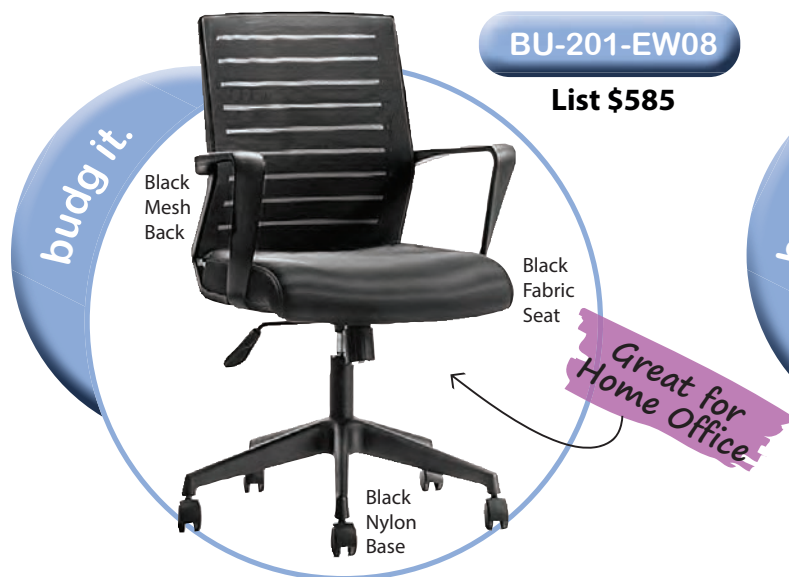 BU-201-EW08
List $585
budg it.
Black
Mesh
Back
Black
Fabric
Seat
Great for
Home Office
Black
Nylon
Base